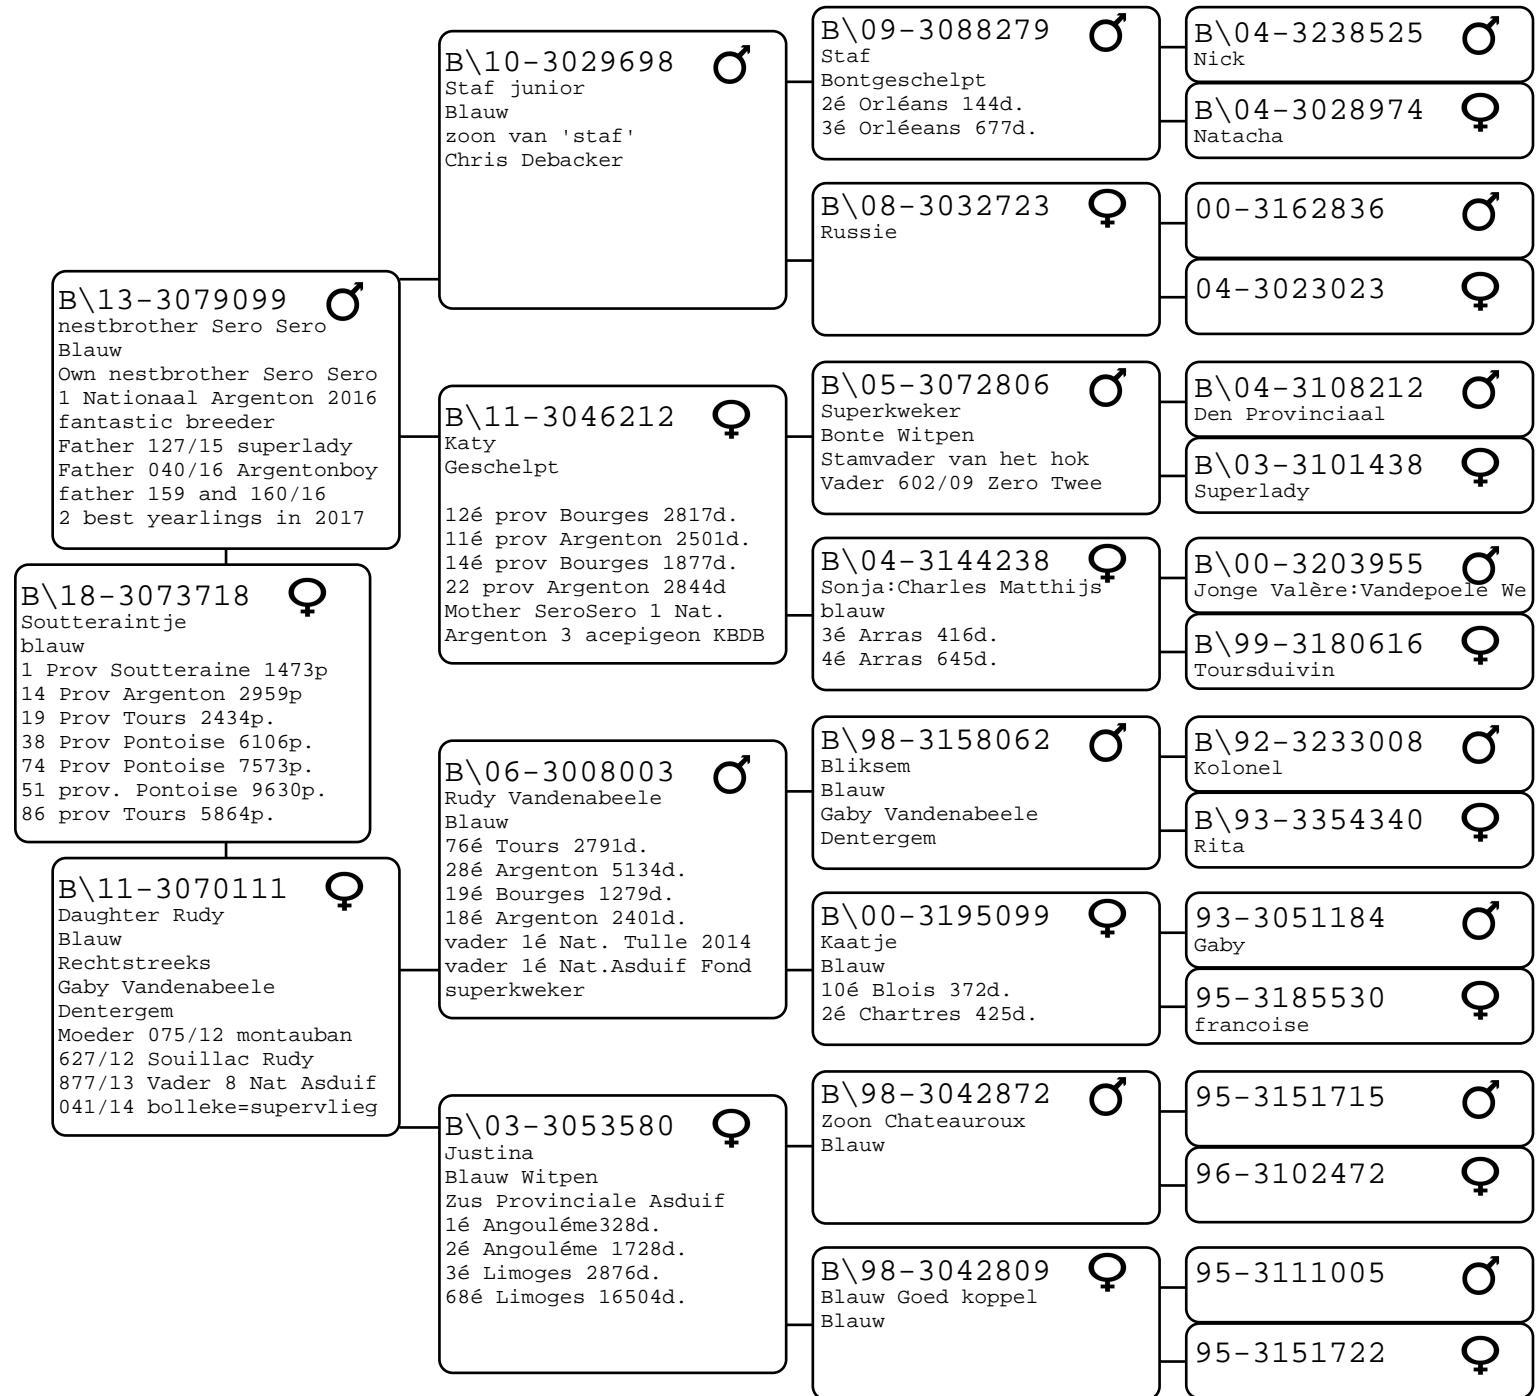 B\18-3073718
Soutteraintje
blauw
1 Prov Soutteraine 1473p
14 Prov Argenton 2959p
19 Prov Tours 2434p.
38 Prov Pontoise 6106p.
74 Prov Pontoise 7573p.
51 prov. Pontoise 9630p.
86 prov Tours 5864p.
B\13-3079099
nestbrother Sero Sero
Blauw
Own nestbrother Sero Sero
1 Nationaal Argenton 2016
fantastic breeder
Father 127/15 superlady
Father 040/16 Argentonboy
father 159 and 160/16
2 best yearlings in 2017
B\11-3070111
Daughter Rudy
Blauw
Rechtstreeks
Gaby Vandenabeele
Dentergem
Moeder 075/12 montauban
627/12 Souillac Rudy
877/13 Vader 8 Nat Asduif
041/14 bolleke=supervlieg
B\10-3029698
Staf junior
Blauw
zoon van 'staf'
Chris Debacker
B\11-3046212
Katy
Geschelpt
12é prov Bourges 2817d.
11é prov Argenton 2501d.
14é prov Bourges 1877d.
22 prov Argenton 2844d
Mother SeroSero 1 Nat.
Argenton 3 acepigeon KBDB
B\06-3008003
Rudy Vandenabeele
Blauw
76é Tours 2791d.
28é Argenton 5134d.
19é Bourges 1279d.
18é Argenton 2401d.
vader 1é Nat. Tulle 2014
vader 1é Nat.Asduif Fond
superkweker
B\03-3053580
Justina
Blauw Witpen
Zus Provinciale Asduif
1é Angouléme328d.
2é Angouléme 1728d.
3é Limoges 2876d.
68é Limoges 16504d.
B\09-3088279
Staf
Bontgeschelpt
2é Orléans 144d.
3é Orléeans 677d.
B\08-3032723
Russie
B\05-3072806
Superkweker
Bonte Witpen
Stamvader van het hok
Vader 602/09 Zero Twee
B\04-3144238
Sonja:Charles Matthijs
blauw
3é Arras 416d.
4é Arras 645d.
B\98-3158062
Bliksem
Blauw
Gaby Vandenabeele
Dentergem
B\00-3195099
Kaatje
Blauw
10é Blois 372d.
2é Chartres 425d.
B\98-3042872
Zoon Chateauroux
Blauw
B\98-3042809
Blauw Goed koppel
Blauw
B\04-3238525
Nick
B\04-3028974
Natacha
00-3162836
04-3023023
B\04-3108212
Den Provinciaal
B\03-3101438
Superlady
B\00-3203955
Jonge Valère:Vandepoele We
B\99-3180616
Toursduivin
B\92-3233008
Kolonel
B\93-3354340
Rita
93-3051184
Gaby
95-3185530
francoise
95-3151715
96-3102472
95-3111005
95-3151722